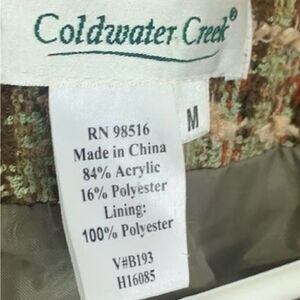 Coldwater Creek®
M
RN 98516
Made in China
84% Acrylic
16% Polyester
Lining:
100% Polyester
V#B193
H16085